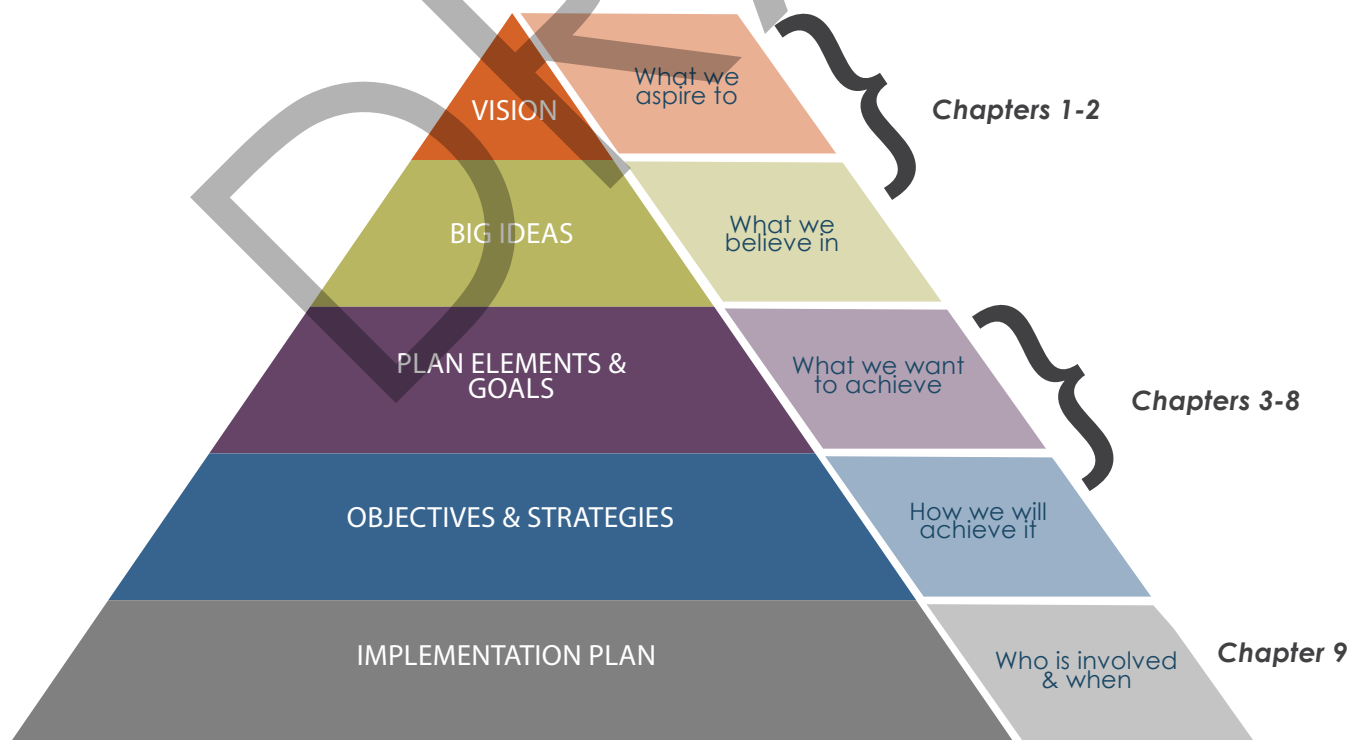 VISION
What we
aspire to
Chapters 1-2
BIG IDEAS
What we
believe in
PLAN ELEMENTS &
GOALS
What we want
to achieve
Chapters 3-8
OBJECTIVES & STRATEGIES
How we will
achieve it
IMPLEMENTATION PLAN
Who is involved
& when
Chapter 9